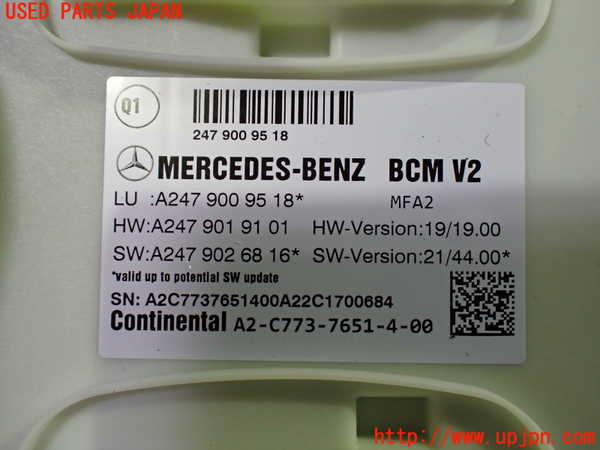 USED PARTS JAPAN
Q1
247 900 95 18
MERCEDES-BENZ BCM V2
LU :A247 900 95 18* MFA2
HW:A247 901 91 01 HW-Version:19/19.00
SW:A247 902 68 16* SW-Version:21/44.00*
*valid up to potential SW update
SN: A2C7737651400A22C1700684
Continental A2-C773-7651-4-00
http://www.upjpn.com/